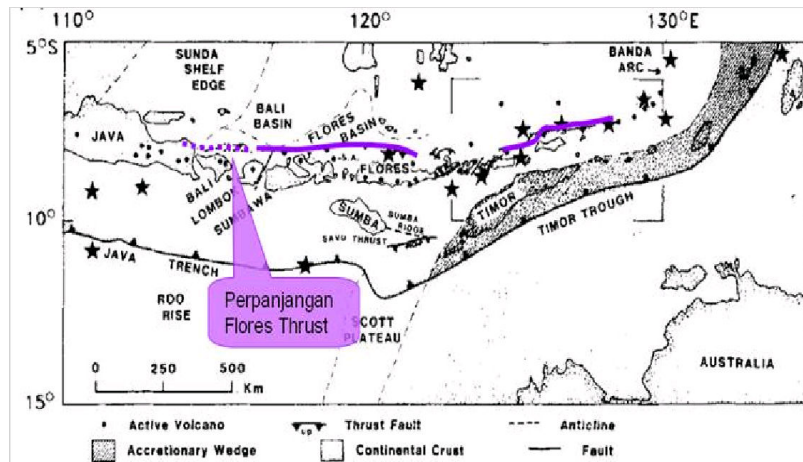 110°
120°
130°E
5°S
SUNDA
SHELF
EDGE
BANDA
ARC
BALI
BASIN
FLORES
BASIN
JAVA
FLORES
BALI
LOMBOK
SUMBAWA
SUMBA
SUMBA
RIDGE
SAVU THRUST
TIMOR
TIMOR TROUGH
10°
JAVA
TRENCH
ROO
RISE
Perpanjangan
Flores Thrust
SCOTT
PLATEAU
AUSTRALIA
0 250 500
Km
15°
Active Volcano
UP
Thrust Fault
Anticline
Accretionary Wedge
Continental Crust
Fault